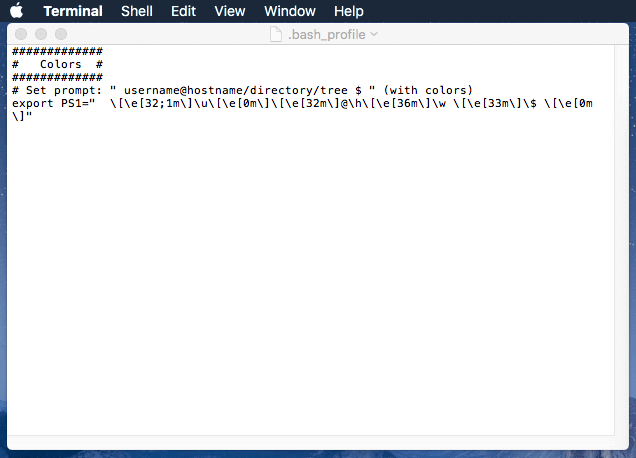 Terminal Shell Edit View Window Help
.bash_profile
#############
#   Colors  #
#############
# Set prompt: " username@hostname/directory/tree $ " (with colors)
export PS1="  \[\e[32;1m\]\u\[\e[0m\]\[\e[32m\]@\h\[\e[36m\]\w \[\e[33m\]\$ \[\e[0m
\]"